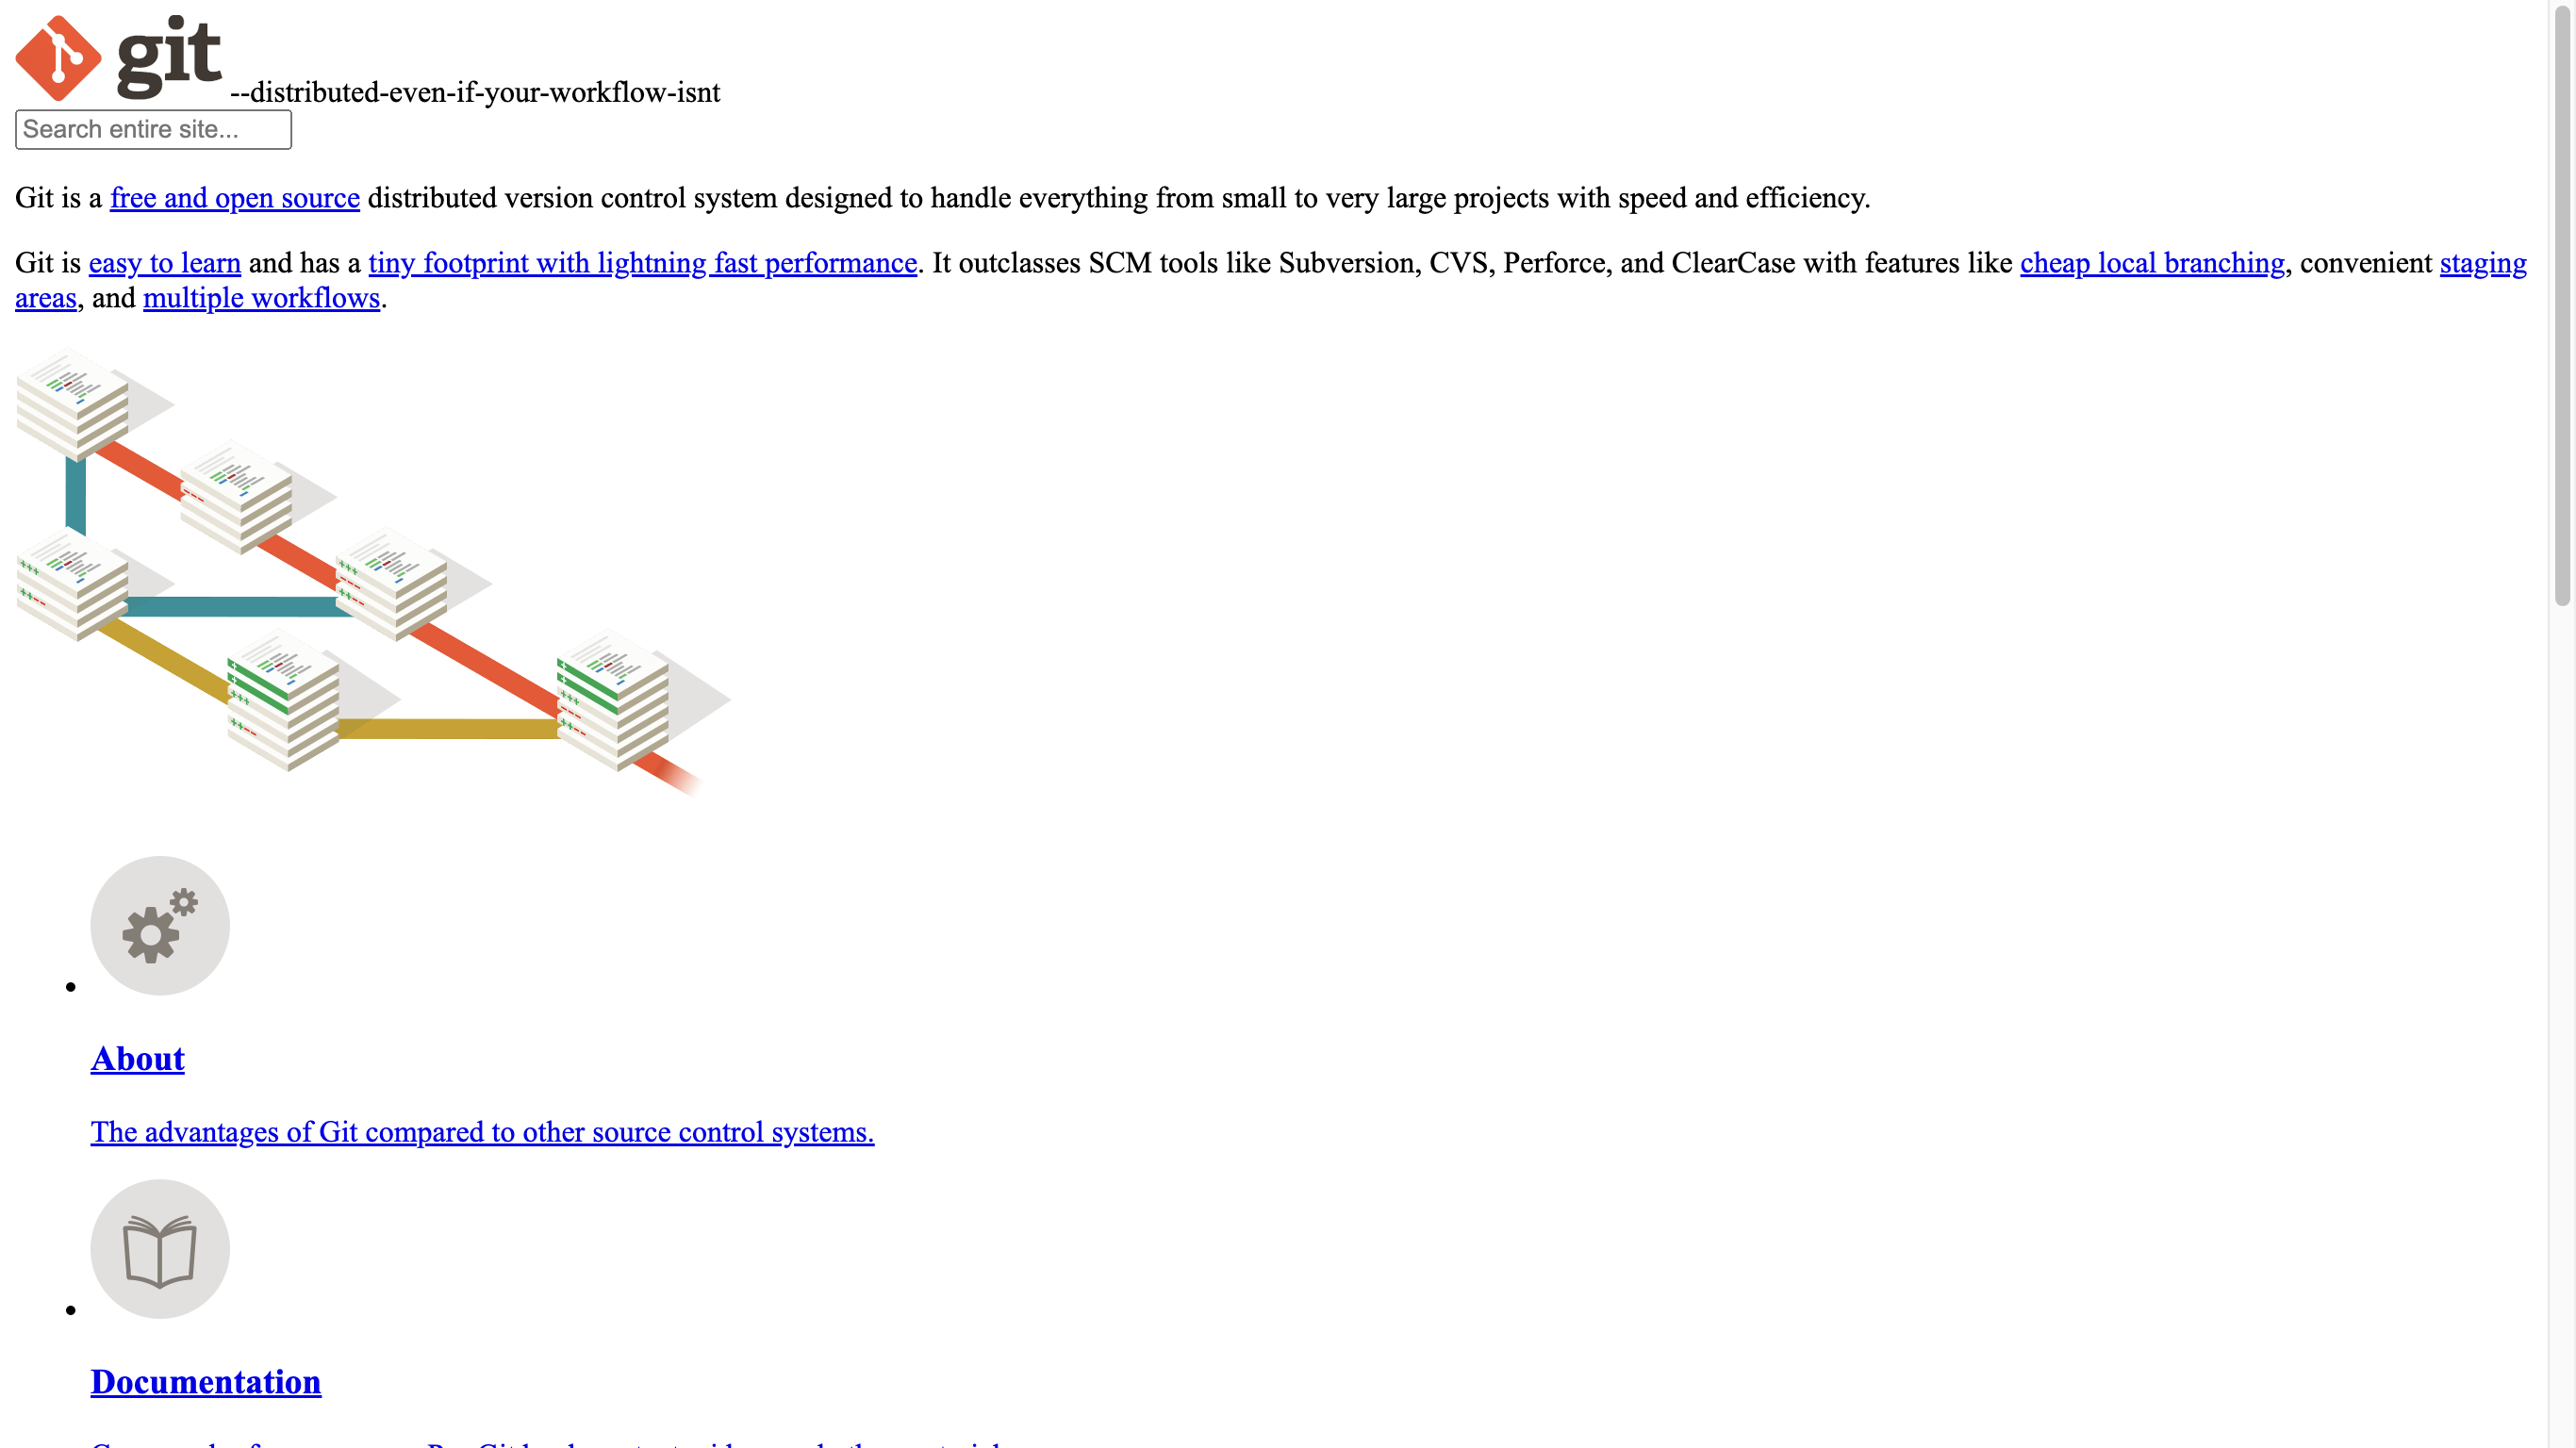 git --distributed-even-if-your-workflow-isnt
Search entire site...
Git is a free and open source distributed version control system designed to handle everything from small to very large projects with speed and efficiency.
Git is easy to learn and has a tiny footprint with lightning fast performance. It outclasses SCM tools like Subversion, CVS, Perforce, and ClearCase with features like cheap local branching, convenient staging
areas, and multiple workflows.
About
The advantages of Git compared to other source control systems.
Documentation